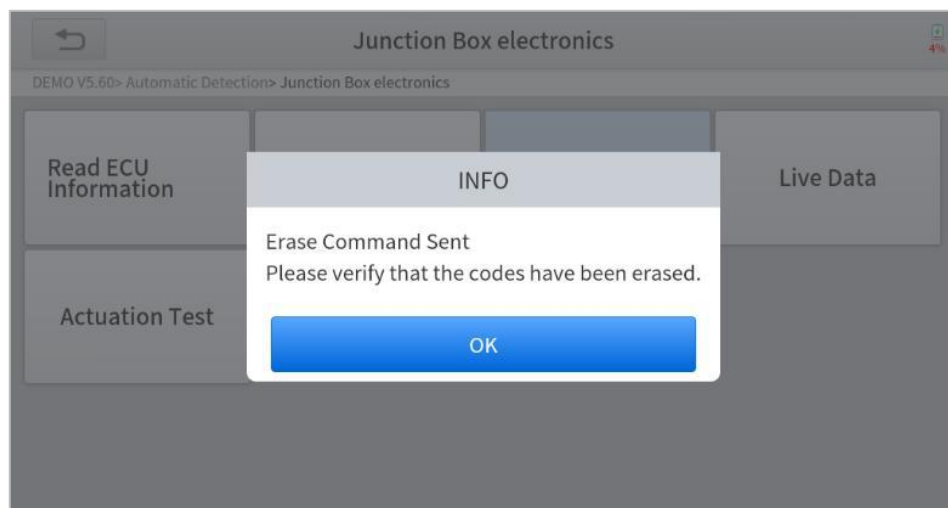 Junction Box electronics
4%
DEMO V5.60> Automatic Detection> Junction Box electronics
Read ECU
Information
Live Data
INFO
Erase Command Sent
Please verify that the codes have been erased.
OK
Actuation Test